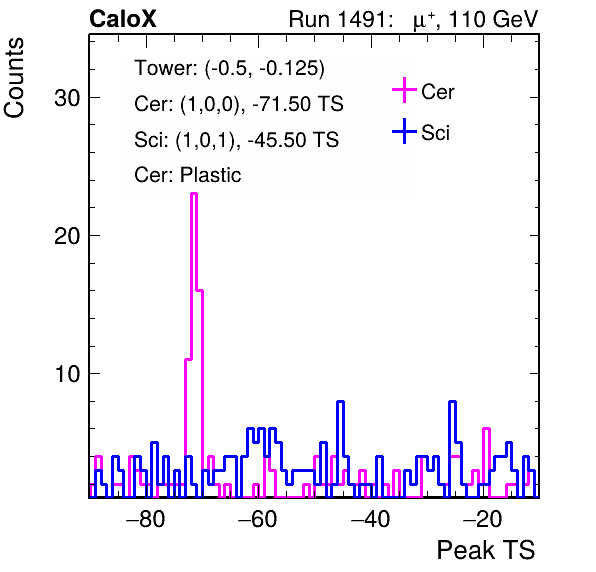 CaloX Run 1491: μ⁺, 110 GeV
Counts
Tower: (-0.5, -0.125)
Cer: (1,0,0), -71.50 TS
Sci: (1,0,1), -45.50 TS
Cer: Plastic
Cer
Sci
30
20
10
−80 −60 −40 −20
Peak TS